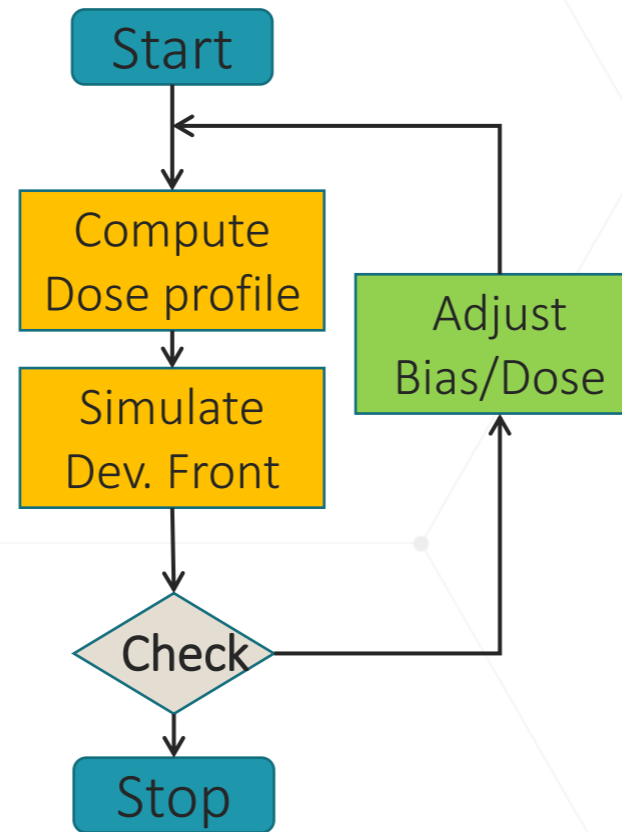 Start
Compute
Dose profile
Adjust
Bias/Dose
Simulate
Dev. Front
Check
Stop